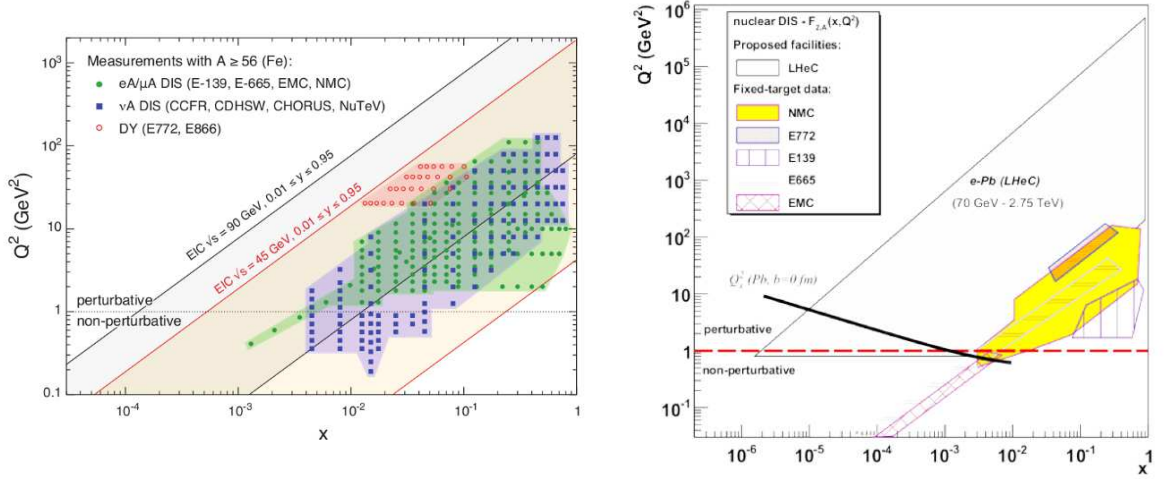 Q² (GeV²)
10³
10²
10
1
0.1
Measurements with A ≥ 56 (Fe):
eA/μA DIS (E-139, E-665, EMC, NMC)
νA DIS (CCFR, CDHSW, CHORUS, NuTeV)
DY (E772, E866)
EIC √s = 90 GeV, 0.01 ≤ y ≤ 0.95
EIC √s = 45 GeV, 0.01 ≤ y ≤ 0.95
perturbative
non-perturbative
10⁻⁴
10⁻³
10⁻²
10⁻¹
1
x
Q² (GeV²)
10⁶
10⁵
10⁴
10³
10²
10
1
10⁻¹
nuclear DIS - F₂,A(x,Q²)
Proposed facilities:
LHeC
Fixed-target data:
NMC
E772
E139
E665
EMC
e-Pb (LHeC)
(70 GeV - 2.75 TeV)
Q²ₛ (Pb, b=0 fm)
perturbative
non-perturbative
10⁻⁶
10⁻⁵
10⁻⁴
10⁻³
10⁻²
10⁻¹
1
x